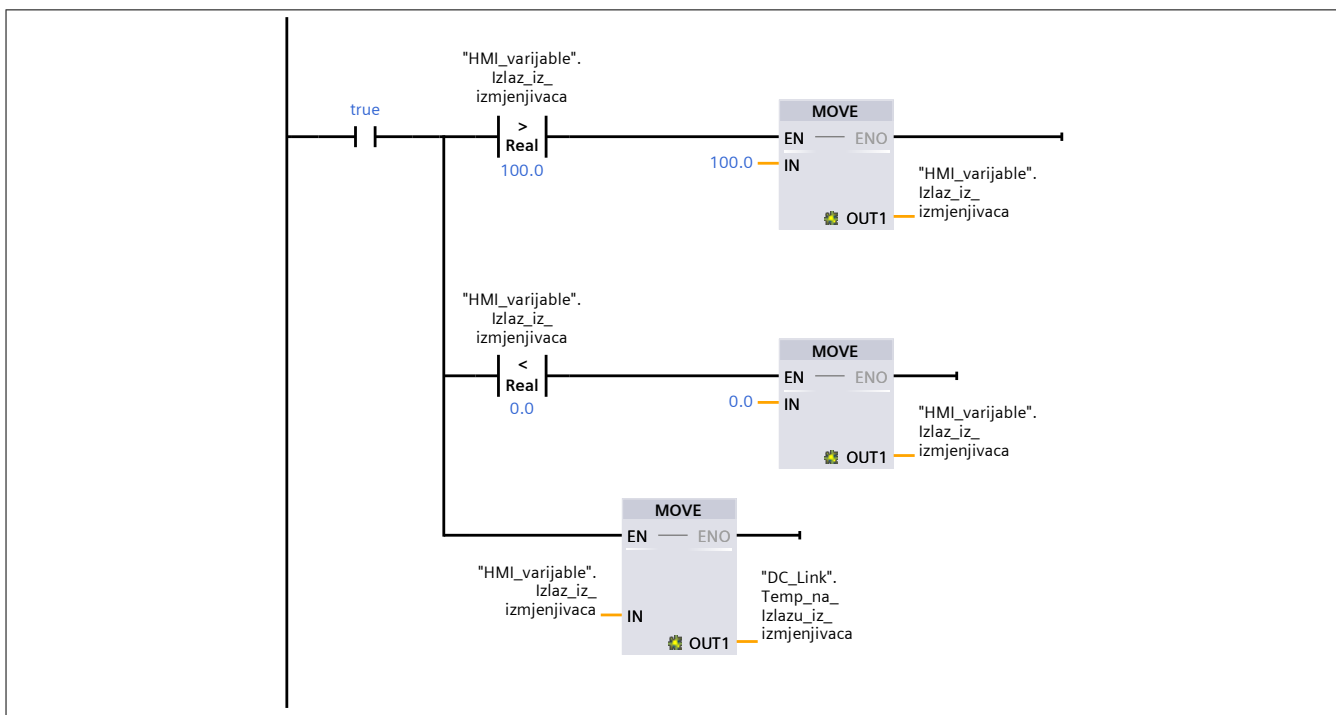 "HMI_varijable".
Izlaz_iz_
izmjenjivaca
true
>
Real
100.0
MOVE
EN
ENO
100.0
IN
OUT1
"HMI_varijable".
Izlaz_iz_
izmjenjivaca
"HMI_varijable".
Izlaz_iz_
izmjenjivaca
<
Real
0.0
MOVE
EN
ENO
0.0
IN
OUT1
"HMI_varijable".
Izlaz_iz_
izmjenjivaca
MOVE
EN
ENO
"HMI_varijable".
Izlaz_iz_
izmjenjivaca
IN
OUT1
"DC_Link".
Temp_na_
Izlazu_iz_
izmjenjivaca